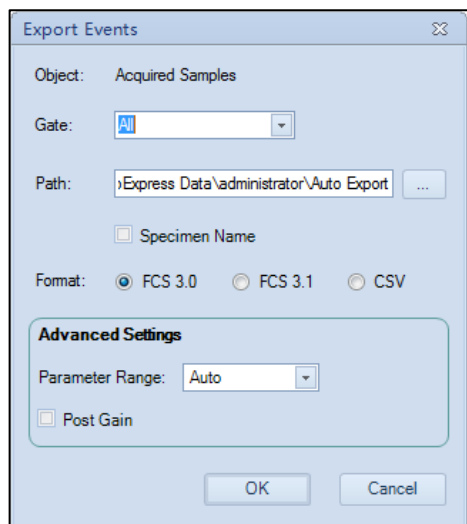 Export Events
Object: Acquired Samples
Gate: All
Path: Express Data\administrator\Auto Export ...
Specimen Name
Format: FCS 3.0 FCS 3.1 CSV
Advanced Settings
Parameter Range: Auto
Post Gain
OK Cancel